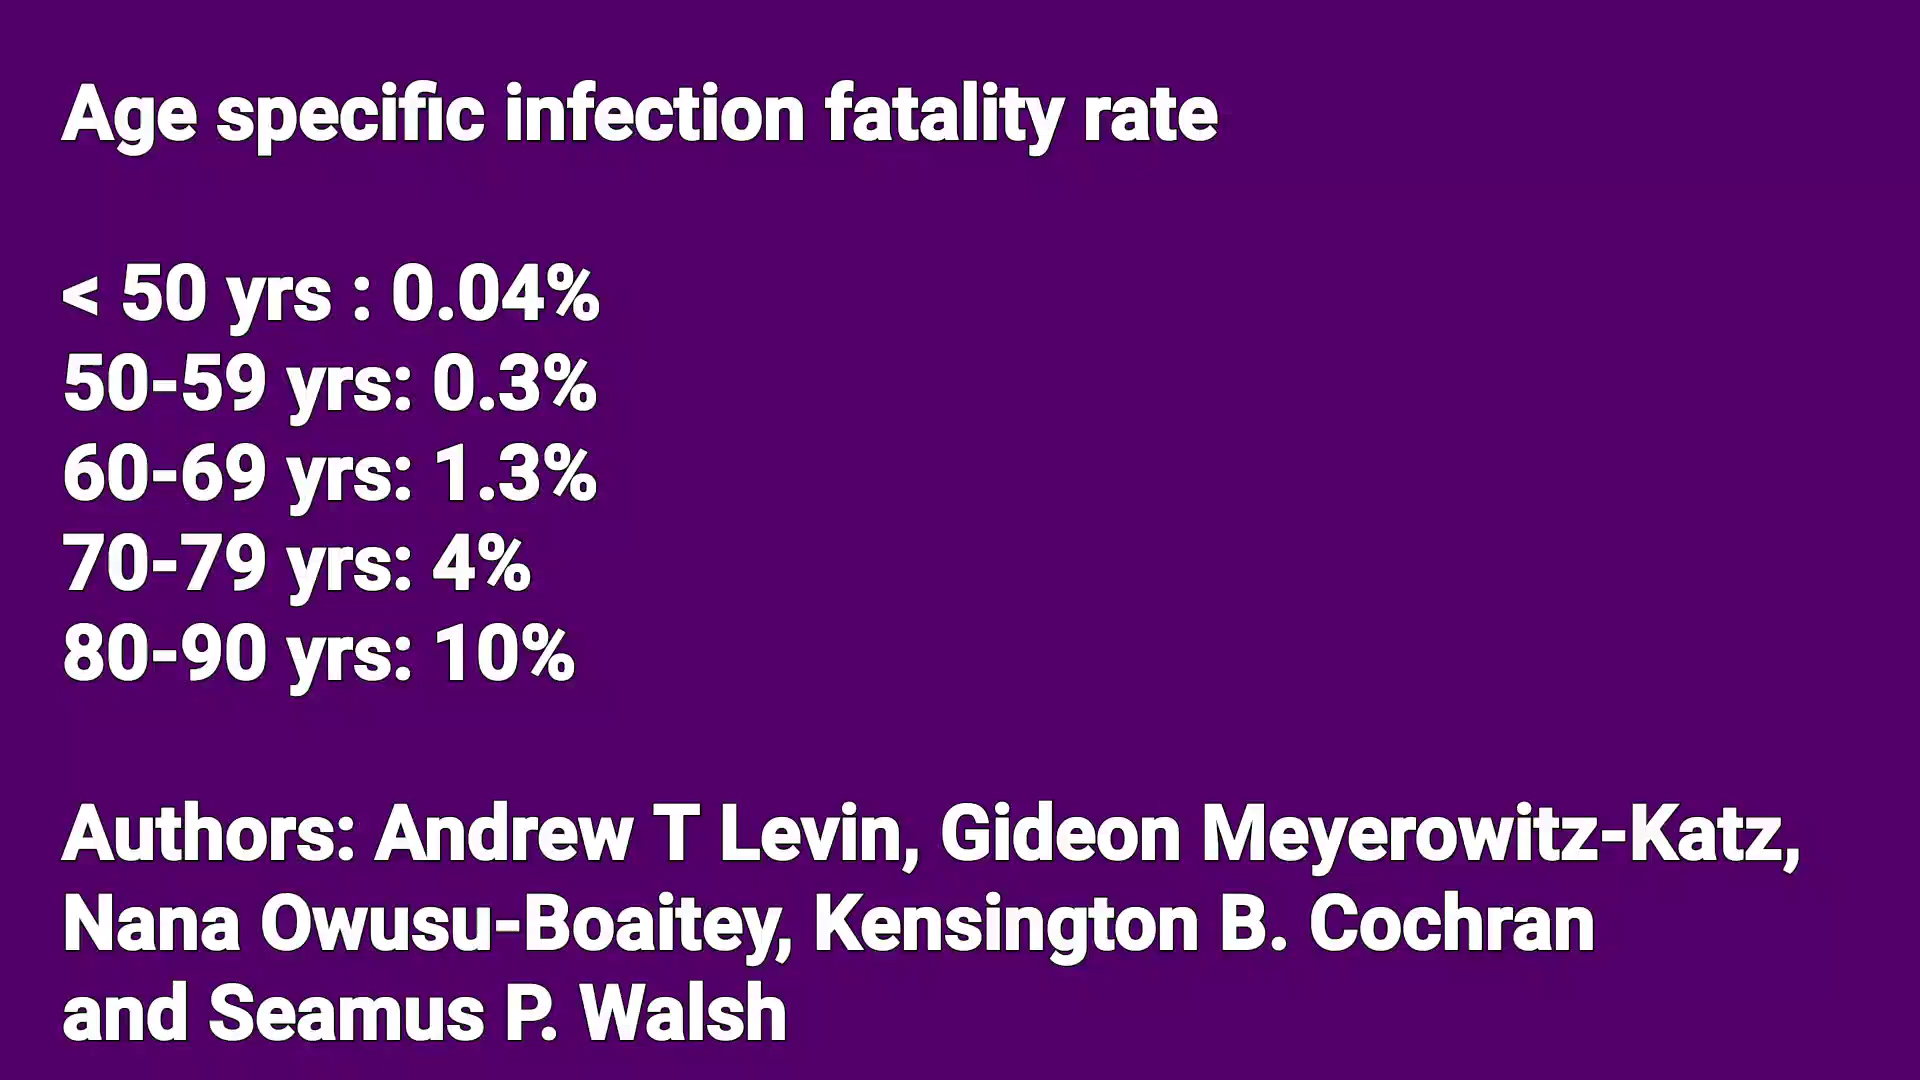 Age specific infection fatality rate
< 50 yrs : 0.04%
50-59 yrs: 0.3%
60-69 yrs: 1.3%
70-79 yrs: 4%
80-90 yrs: 10%
Authors: Andrew T Levin, Gideon Meyerowitz-Katz,
Nana Owusu-Boaitey, Kensington B. Cochran
and Seamus P. Walsh